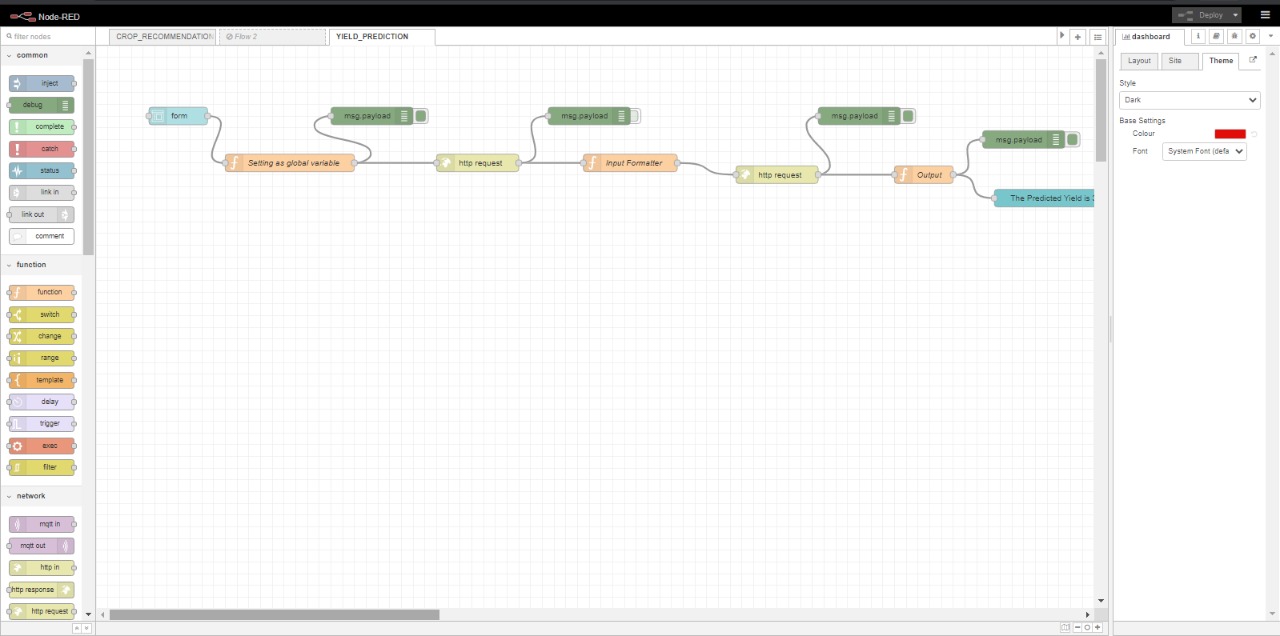 Node-RED
Deploy
filter nodes
CROP_RECOMMENDATION
Flow 2
YIELD_PREDICTION
dashboard
common
inject
debug
complete
catch
status
link in
link out
comment
function
function
switch
change
range
template
delay
trigger
exec
filter
network
mqtt in
mqtt out
http in
http response
http request
form
msg.payload
msg.payload
msg.payload
msg.payload
Setting as global variable
http request
Input Formatter
http request
Output
The Predicted Yield is
Layout
Site
Theme
Style
Dark
Base Settings
Colour
Font
System Font (defa